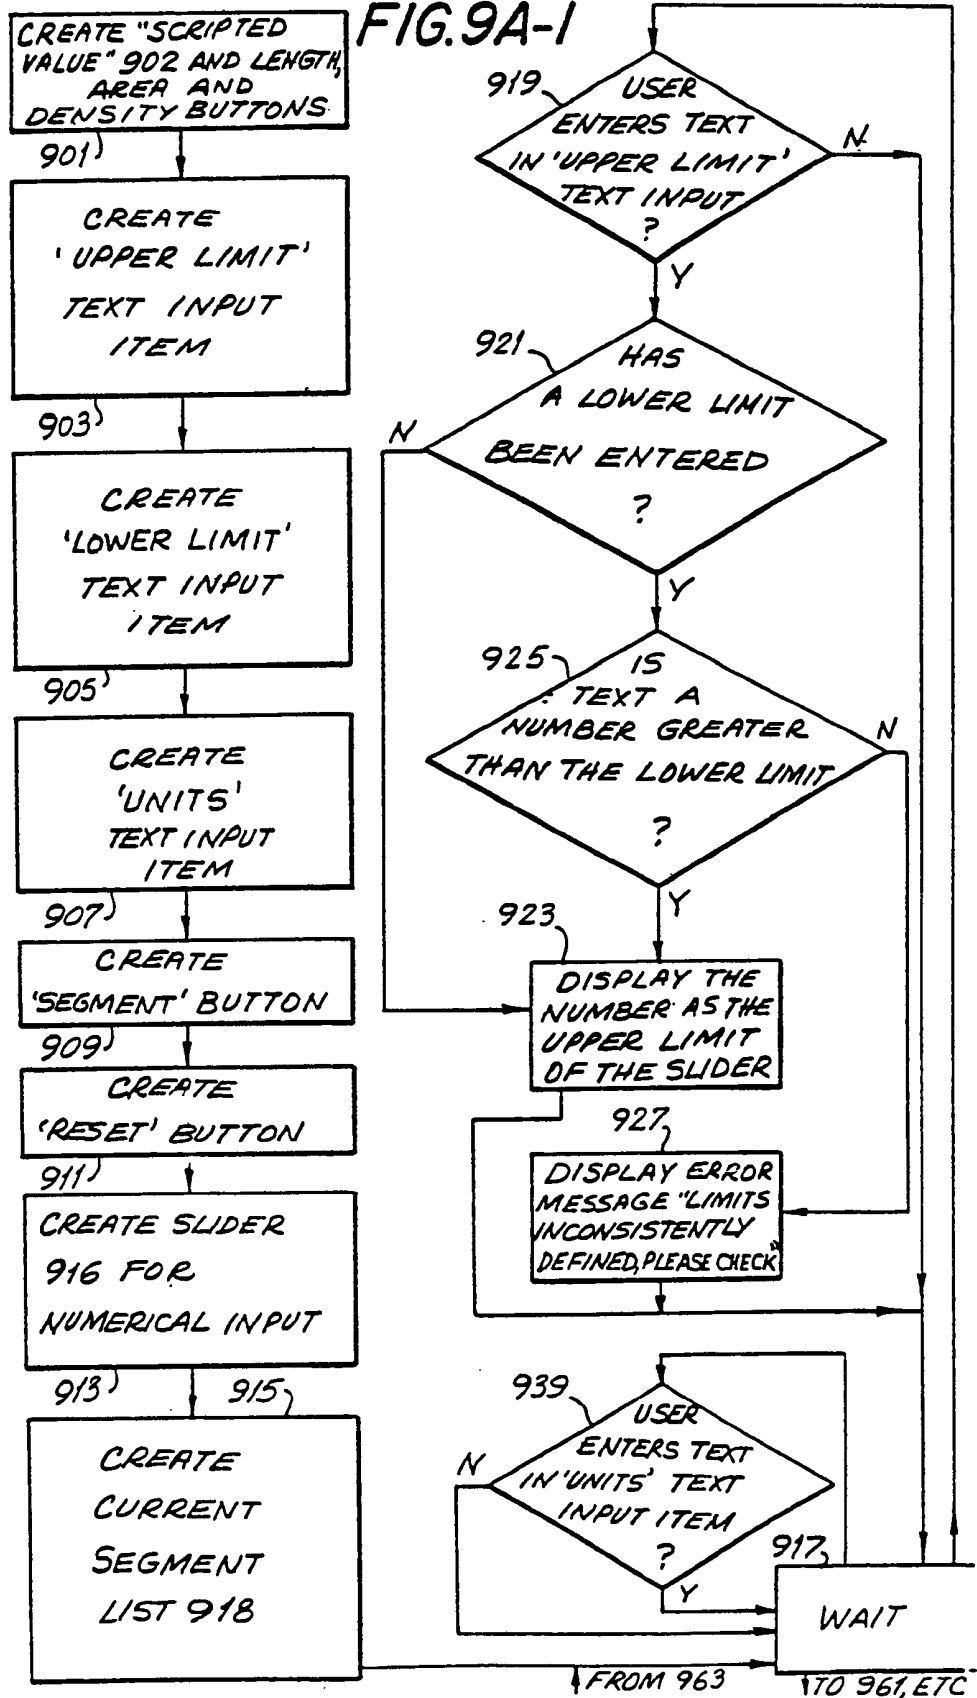 FIG.9A-1
CREATE "SCRIPTED
VALUE" 902 AND LENGTH,
AREA AND
DENSITY BUTTONS
901
CREATE
'UPPER LIMIT'
TEXT INPUT
ITEM
903
CREATE
'LOWER LIMIT'
TEXT INPUT
ITEM
905
CREATE
'UNITS'
TEXT INPUT
ITEM
907
CREATE
'SEGMENT' BUTTON
909
CREATE
'RESET' BUTTON
911
CREATE SLIDER
916 FOR
NUMERICAL INPUT
913
915
CREATE
CURRENT
SEGMENT
LIST 918
919
USER
ENTERS TEXT
IN 'UPPER LIMIT'
TEXT INPUT
?
N
Y
921
HAS
A LOWER LIMIT
BEEN ENTERED
?
N
Y
925
IS
TEXT A
NUMBER GREATER
THAN THE LOWER LIMIT
?
N
Y
923
DISPLAY THE
NUMBER AS THE
UPPER LIMIT
OF THE SLIDER
927
DISPLAY ERROR
MESSAGE "LIMITS
INCONSISTENTLY
DEFINED, PLEASE CHECK"
939
USER
ENTERS TEXT
IN 'UNITS' TEXT
INPUT ITEM
?
N
Y
917
WAIT
FROM 963
TO 961, ETC